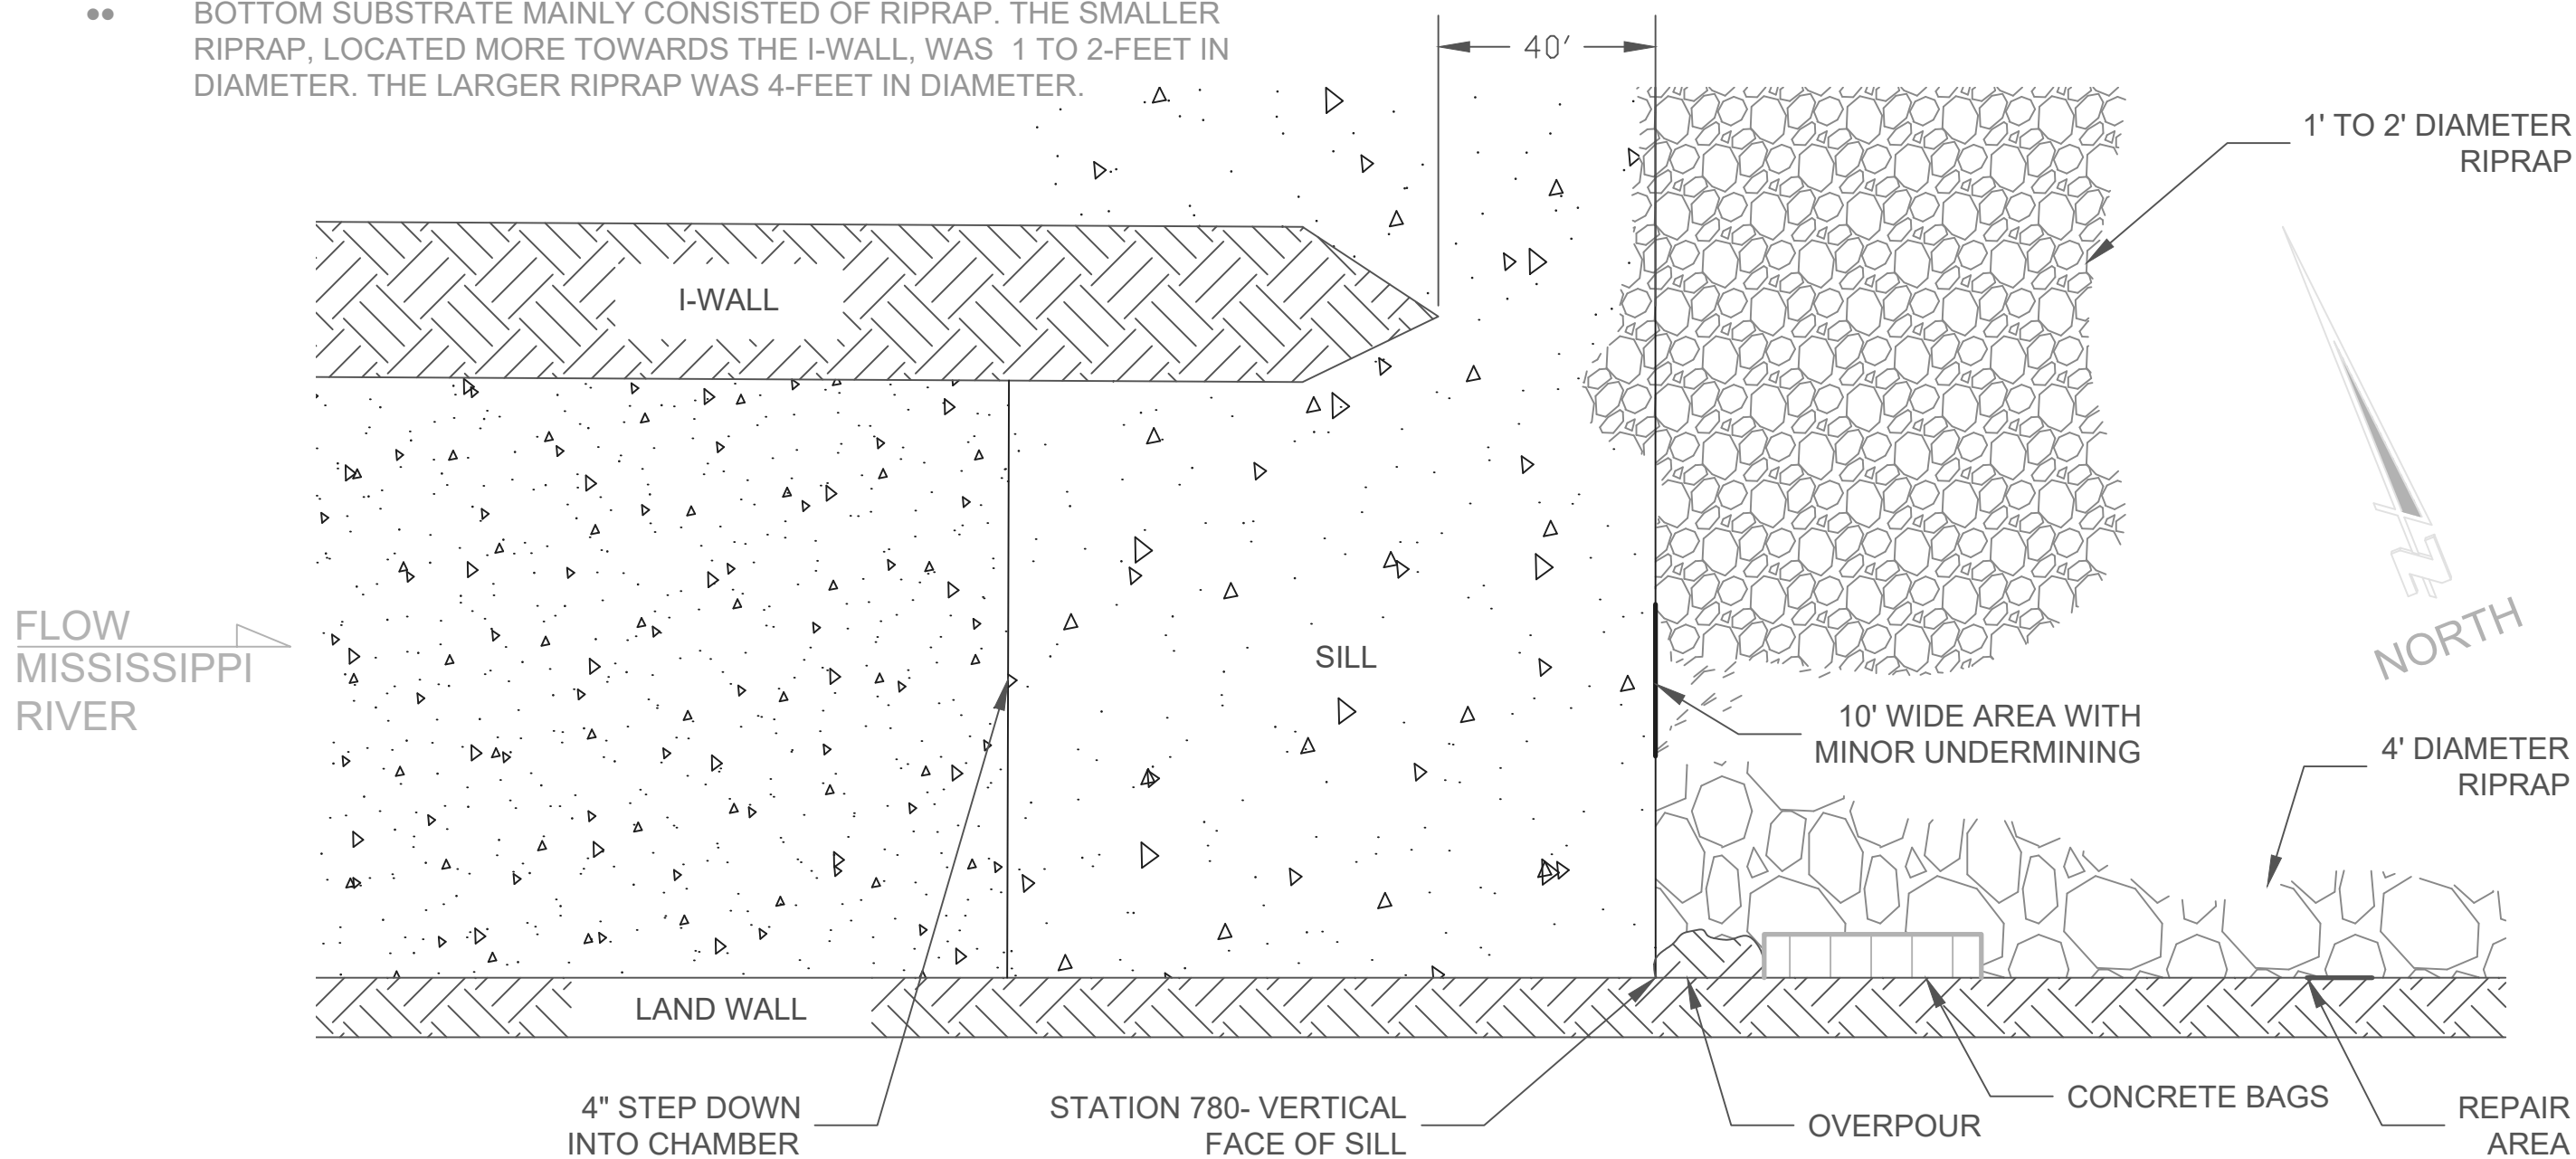 •• BOTTOM SUBSTRATE MAINLY CONSISTED OF RIPRAP. THE SMALLER
RIPRAP, LOCATED MORE TOWARDS THE I-WALL, WAS 1 TO 2-FEET IN
DIAMETER. THE LARGER RIPRAP WAS 4-FEET IN DIAMETER.
40'
1' TO 2' DIAMETER
RIPRAP
I-WALL
N
NORTH
FLOW
MISSISSIPPI
RIVER
SILL
10' WIDE AREA WITH
MINOR UNDERMINING
4' DIAMETER
RIPRAP
LAND WALL
4" STEP DOWN
INTO CHAMBER
STATION 780- VERTICAL
FACE OF SILL
OVERPOUR
CONCRETE BAGS
REPAIR
AREA